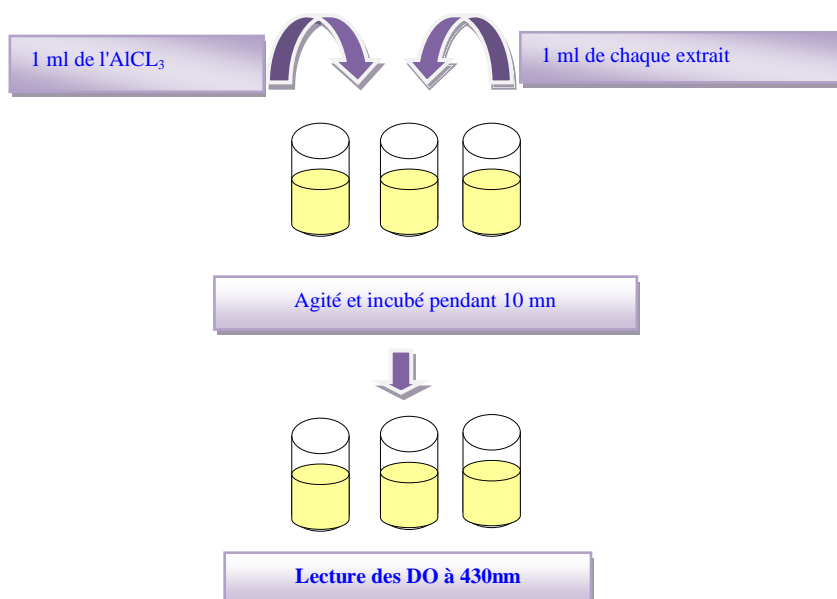 1 ml de l'AlCL₃
1 ml de chaque extrait
Agité et incubé pendant 10 mn
Lecture des DO à 430nm